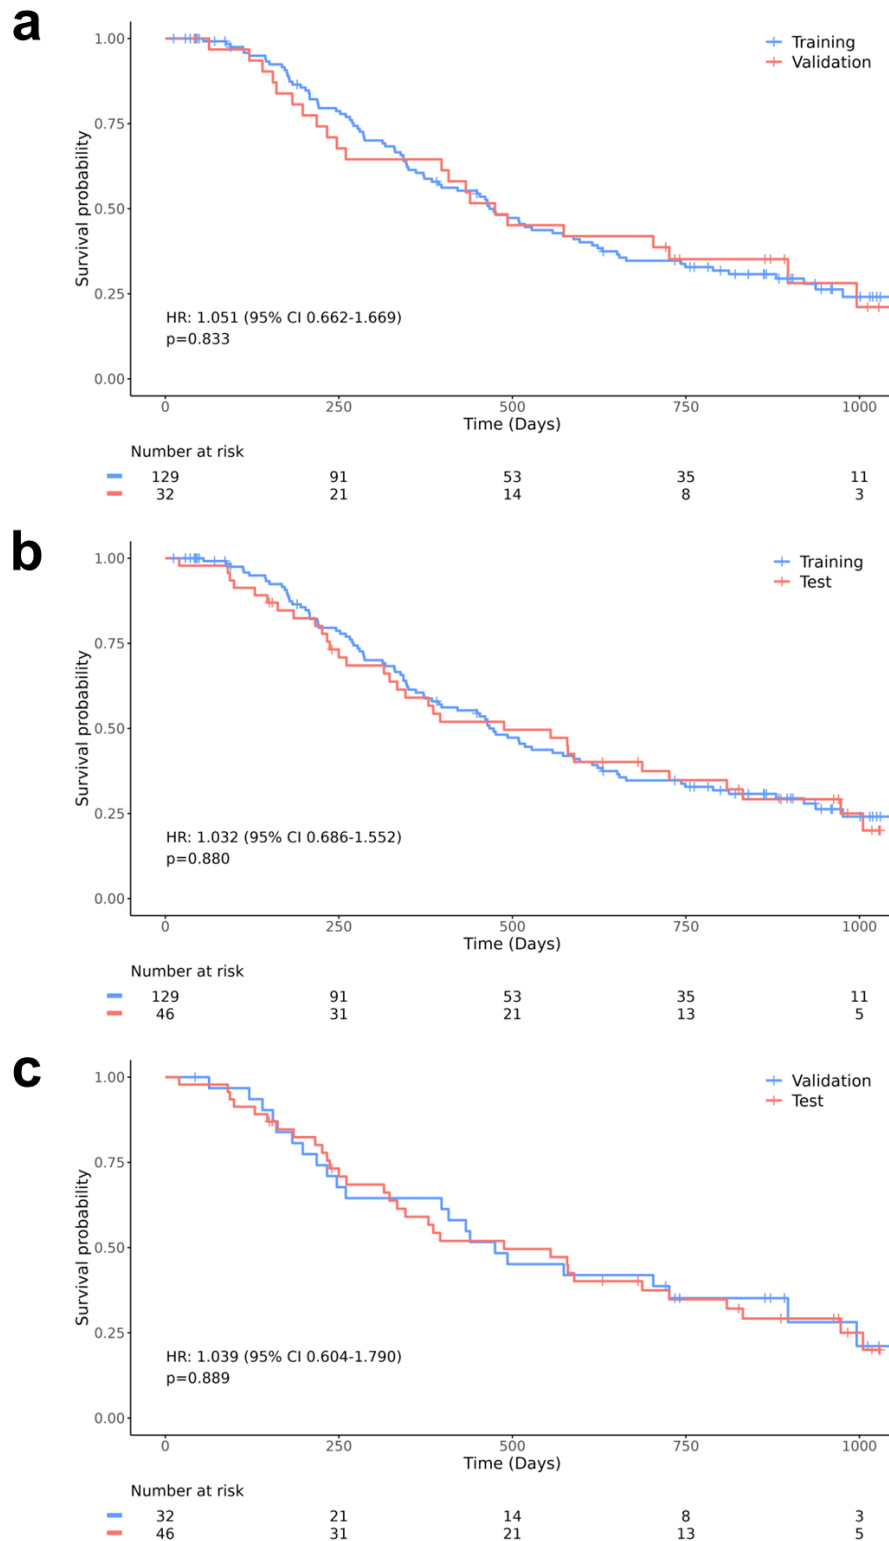 a
1.00
0.75
0.50
0.25
0.00
Survival probability
Training
Validation
HR: 1.051 (95% CI 0.662-1.669)
p=0.833
0 250 500 750 1000
Time (Days)
Number at risk
129 91 53 35 11
32 21 14 8 3
b
1.00
0.75
0.50
0.25
0.00
Survival probability
Training
Test
HR: 1.032 (95% CI 0.686-1.552)
p=0.880
0 250 500 750 1000
Time (Days)
Number at risk
129 91 53 35 11
46 31 21 13 5
c
1.00
0.75
0.50
0.25
0.00
Survival probability
Validation
Test
HR: 1.039 (95% CI 0.604-1.790)
p=0.889
0 250 500 750 1000
Time (Days)
Number at risk
32 21 14 8 3
46 31 21 13 5